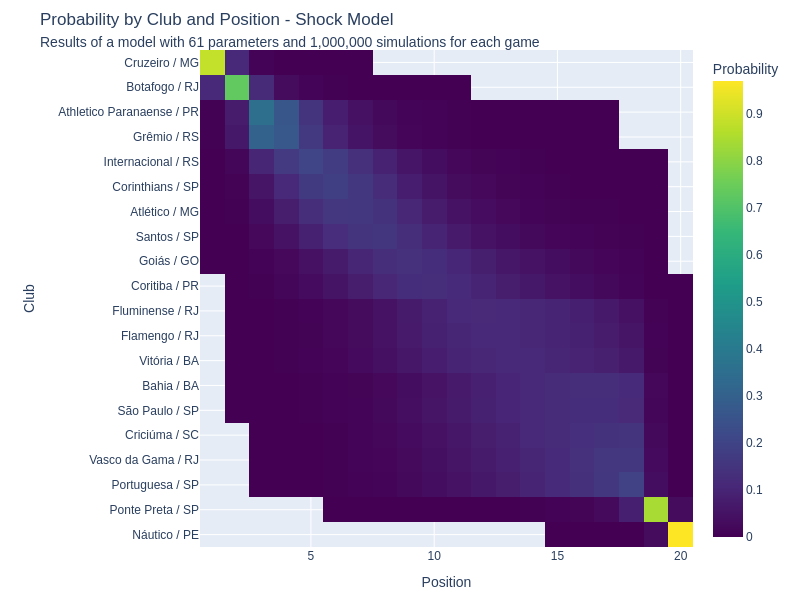 Probability by Club and Position - Shock Model
Results of a model with 61 parameters and 1,000,000 simulations for each game
Probability
Cruzeiro / MG
Botafogo / RJ
Athletico Paranaense / PR
Grêmio / RS
Internacional / RS
Corinthians / SP
Atlético / MG
Santos / SP
Goiás / GO
Coritiba / PR
Fluminense / RJ
Flamengo / RJ
Vitória / BA
Bahia / BA
São Paulo / SP
Criciúma / SC
Vasco da Gama / RJ
Portuguesa / SP
Ponte Preta / SP
Náutico / PE
Club
5 10 15 20
Position
0.9
0.8
0.7
0.6
0.5
0.4
0.3
0.2
0.1
0